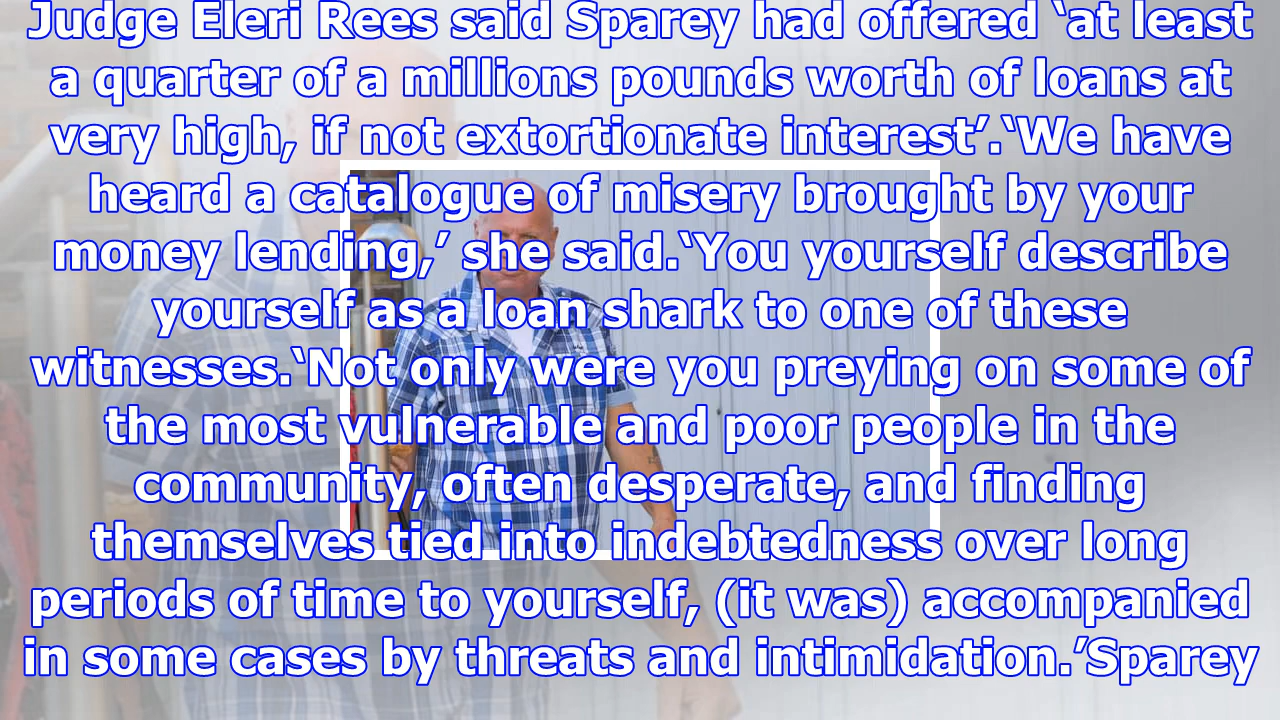 Judge Eleri Rees said Sparey had offered ‘at least
a quarter of a millions pounds worth of loans at
very high, if not extortionate interest’.‘We have
heard a catalogue of misery brought by your
money lending,’ she said.‘You yourself describe
yourself as a loan shark to one of these
witnesses.‘Not only were you preying on some of
the most vulnerable and poor people in the
community, often desperate, and finding
themselves tied into indebtedness over long
periods of time to yourself, (it was) accompanied
in some cases by threats and intimidation.’Sparey